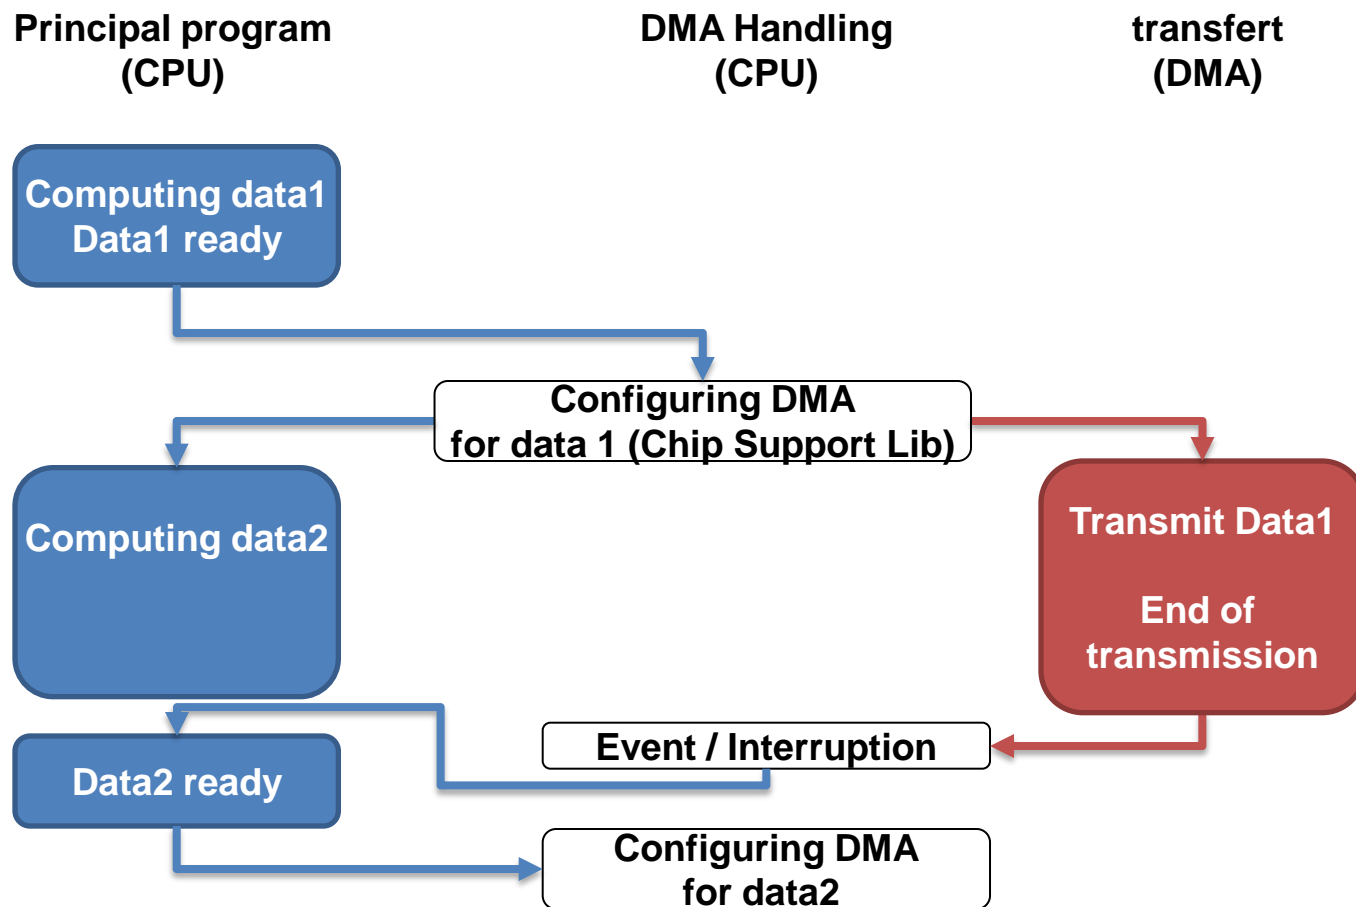 Principal program
(CPU)
DMA Handling
(CPU)
transfert
(DMA)
Computing data1
Data1 ready
Configuring DMA
for data 1 (Chip Support Lib)
Computing data2
Transmit Data1
End of
transmission
Event / Interruption
Data2 ready
Configuring DMA
for data2